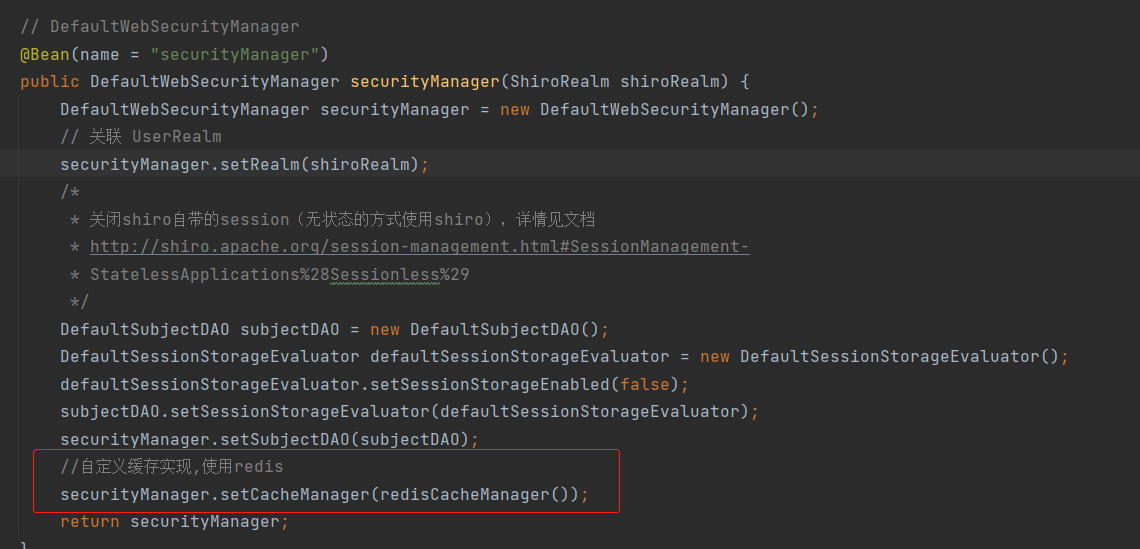 // DefaultWebSecurityManager
@Bean(name = "securityManager")
public DefaultWebSecurityManager securityManager(ShiroRealm shiroRealm) {
DefaultWebSecurityManager securityManager = new DefaultWebSecurityManager();
// 关联 UserRealm
securityManager.setRealm(shiroRealm);
/*
* 关闭shiro自带的session（无状态的方式使用shiro），详情见文档
* http://shiro.apache.org/session-management.html#SessionManagement-
* StatelessApplications%28Sessionless%29
*/
DefaultSubjectDAO subjectDAO = new DefaultSubjectDAO();
DefaultSessionStorageEvaluator defaultSessionStorageEvaluator = new DefaultSessionStorageEvaluator();
defaultSessionStorageEvaluator.setSessionStorageEnabled(false);
subjectDAO.setSessionStorageEvaluator(defaultSessionStorageEvaluator);
securityManager.setSubjectDAO(subjectDAO);
//自定义缓存实现,使用redis
securityManager.setCacheManager(redisCacheManager());
return securityManager;
}